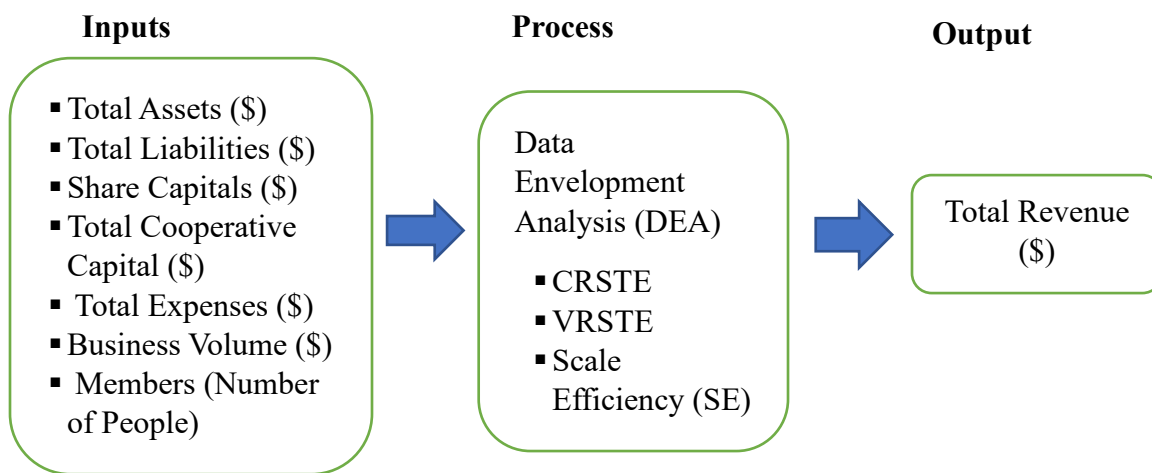 Inputs
▪ Total Assets ($)
▪ Total Liabilities ($)
▪ Share Capitals ($)
▪ Total Cooperative
Capital ($)
▪ Total Expenses ($)
▪ Business Volume ($)
▪ Members (Number
of People)
Process
Data
Envelopment
Analysis (DEA)
▪ CRSTE
▪ VRSTE
▪ Scale
Efficiency (SE)
Output
Total Revenue
($)